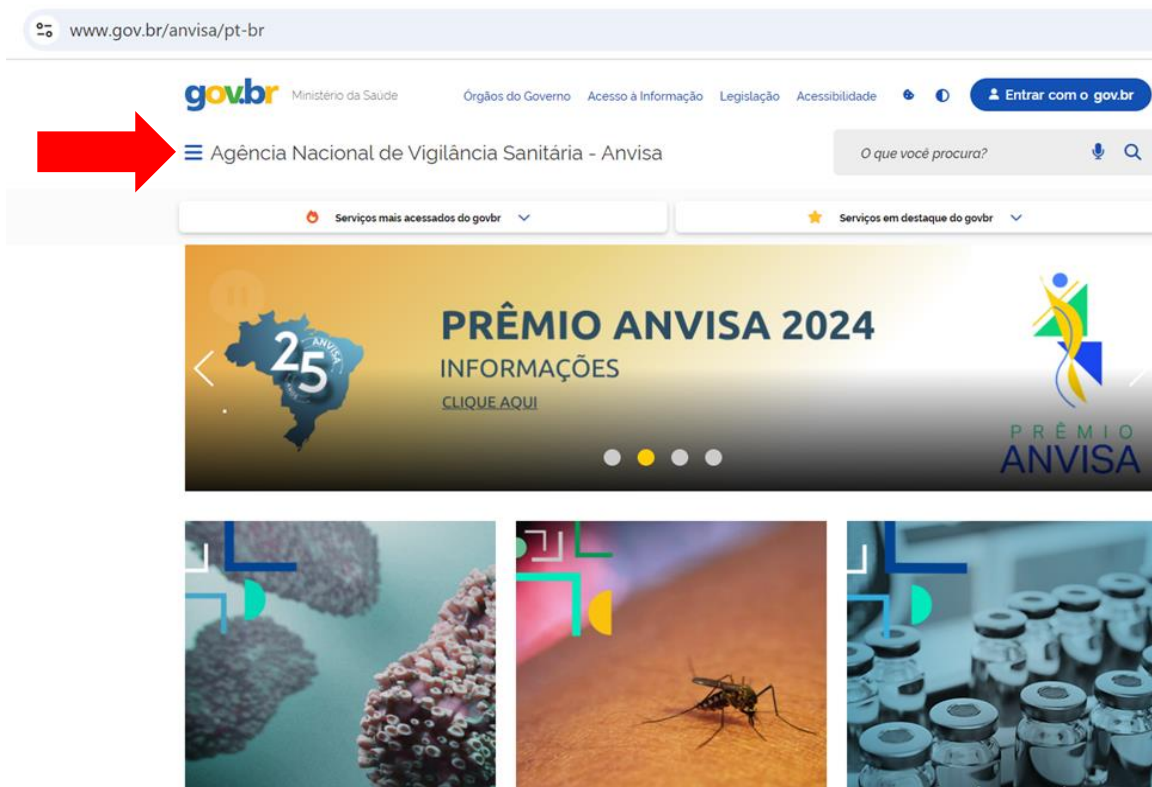 www.gov.br/anvisa/pt-br
gov.br Ministério da Saúde Órgãos do Governo Acesso à Informação Legislação Acessibilidade Entrar com o gov.br
Agência Nacional de Vigilância Sanitária - Anvisa O que você procura?
Serviços mais acessados do govbr Serviços em destaque do govbr
PRÊMIO ANVISA 2024
INFORMAÇÕES
CLIQUE AQUI
25
ANVISA
PRÊMIO
ANVISA